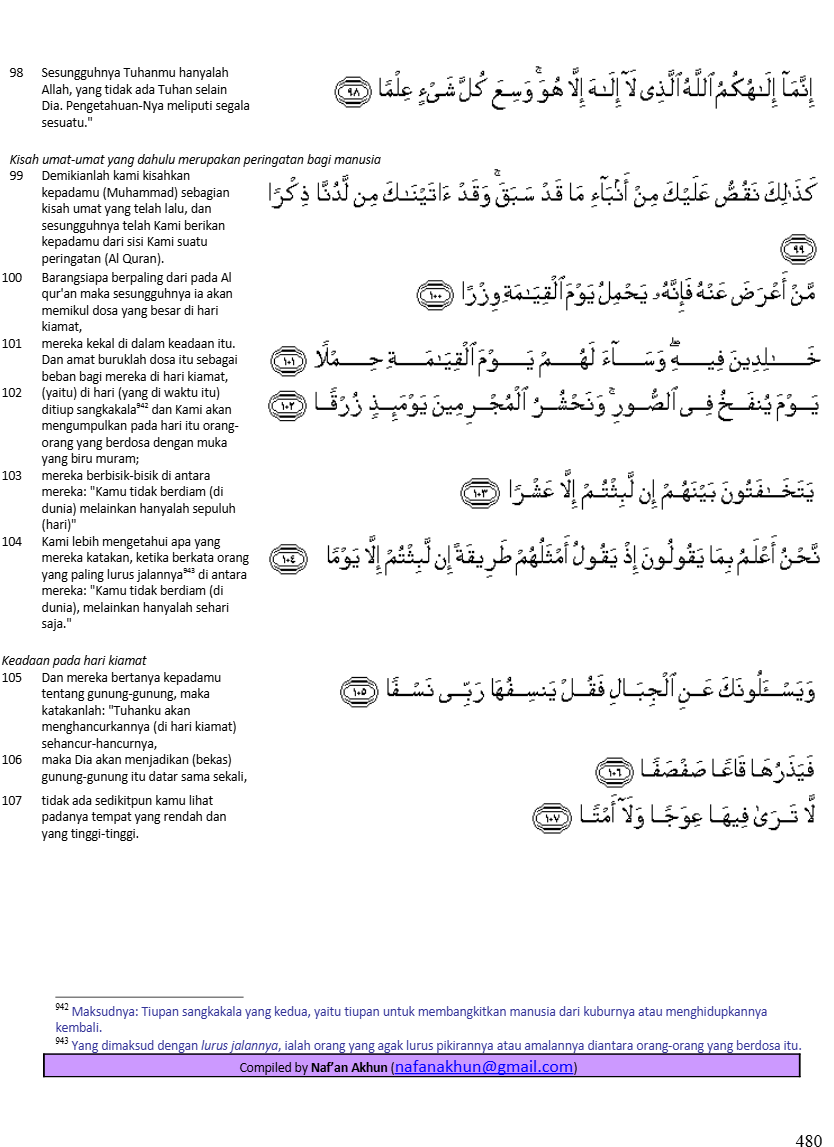 98 Sesungguhnya Tuhanmu hanyalah
Allah, yang tidak ada Tuhan selain
Dia. Pengetahuan-Nya meliputi segala
sesuatu."
إِنَّمَآ إِلَـٰهُكُمُ ٱللَّهُ ٱلَّذِى لَآ إِلَـٰهَ إِلَّا هُوَ ۚ وَسِعَ كُلَّ شَىْءٍ عِلْمًا ﴿٩٨﴾
Kisah umat-umat yang dahulu merupakan peringatan bagi manusia
99 Demikianlah kami kisahkan
kepadamu (Muhammad) sebagian
kisah umat yang telah lalu, dan
sesungguhnya telah Kami berikan
kepadamu dari sisi Kami suatu
peringatan (Al Quran).
كَذَٰلِكَ نَقُصُّ عَلَيْكَ مِنْ أَنۢبَآءِ مَا قَدْ سَبَقَ ۚ وَقَدْ ءَاتَيْنَـٰكَ مِن لَّدُنَّا ذِكْرًا
﴿٩٩﴾
100 Barangsiapa berpaling dari pada Al
qur'an maka sesungguhnya ia akan
memikul dosa yang besar di hari
kiamat,
مَّنْ أَعْرَضَ عَنْهُ فَإِنَّهُۥ يَحْمِلُ يَوْمَ ٱلْقِيَـٰمَةِ وِزْرًا ﴿١٠٠﴾
101 mereka kekal di dalam keadaan itu.
Dan amat buruklah dosa itu sebagai
beban bagi mereka di hari kiamat,
خَـٰلِدِينَ فِيهِ ۖ وَسَآءَ لَهُمْ يَوْمَ ٱلْقِيَـٰمَةِ حِمْلًا ﴿١٠١﴾
102 (yaitu) di hari (yang di waktu itu)
ditiup sangkakala942 dan Kami akan
mengumpulkan pada hari itu orang-
orang yang berdosa dengan muka
yang biru muram;
يَوْمَ يُنفَخُ فِى ٱلصُّورِ ۚ وَنَحْشُرُ ٱلْمُجْرِمِينَ يَوْمَئِذٍ زُرْقًا ﴿١٠٢﴾
103 mereka berbisik-bisik di antara
mereka: "Kamu tidak berdiam (di
dunia) melainkan hanyalah sepuluh
(hari)"
يَتَخَـٰفَتُونَ بَيْنَهُمْ إِن لَّبِثْتُمْ إِلَّا عَشْرًا ﴿١٠٣﴾
104 Kami lebih mengetahui apa yang
mereka katakan, ketika berkata orang
yang paling lurus jalannya943 di antara
mereka: "Kamu tidak berdiam (di
dunia), melainkan hanyalah sehari
saja."
نَّحْنُ أَعْلَمُ بِمَا يَقُولُونَ إِذْ يَقُولُ أَمْثَلُهُمْ طَرِيقَةً إِن لَّبِثْتُمْ إِلَّا يَوْمًا ﴿١٠٤﴾
Keadaan pada hari kiamat
105 Dan mereka bertanya kepadamu
tentang gunung-gunung, maka
katakanlah: "Tuhanku akan
menghancurkannya (di hari kiamat)
sehancur-hancurnya,
وَيَسْـَٔلُونَكَ عَنِ ٱلْجِبَالِ فَقُلْ يَنسِفُهَا رَبِّى نَسْفًا ﴿١٠٥﴾
106 maka Dia akan menjadikan (bekas)
gunung-gunung itu datar sama sekali,
فَيَذَرُهَا قَاعًا صَفْصَفًا ﴿١٠٦﴾
107 tidak ada sedikitpun kamu lihat
padanya tempat yang rendah dan
yang tinggi-tinggi.
لَّا تَرَىٰ فِيهَا عِوَجًا وَلَآ أَمْتًا ﴿١٠٧﴾
942 Maksudnya: Tiupan sangkakala yang kedua, yaitu tiupan untuk membangkitkan manusia dari kuburnya atau menghidupkannya
kembali.
943 Yang dimaksud dengan lurus jalannya, ialah orang yang agak lurus pikirannya atau amalannya diantara orang-orang yang berdosa itu.
Compiled by Naf’an Akhun (nafanakhun@gmail.com)
480